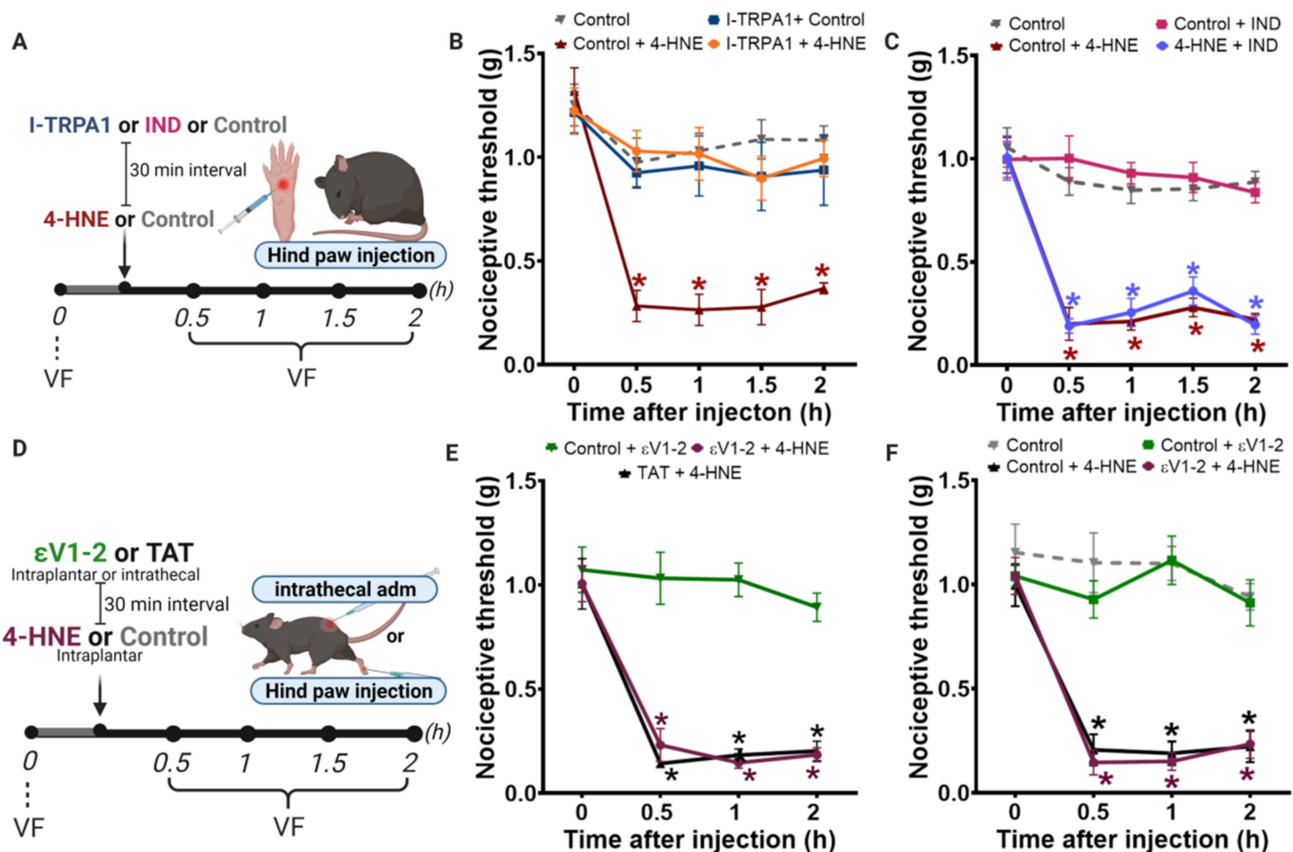 A
I-TRPA1 or IND or Control
30 min interval
4-HNE or Control
Hind paw injection
(h)
0 0.5 1 1.5 2
VF VF
B
Control I-TRPA1+ Control
Control + 4-HNE I-TRPA1 + 4-HNE
Nociceptive threshold (g)
1.5
1.0
0.5
0.0
* * * *
0 0.5 1 1.5 2
Time after injecton (h)
C
Control Control + IND
Control + 4-HNE 4-HNE + IND
Nociceptive threshold (g)
1.5
1.0
0.5
0.0
* * * *
* * * *
0 0.5 1 1.5 2
Time after injection (h)
D
εV1-2 or TAT
Intraplantar or intrathecal
30 min interval
4-HNE or Control
Intraplantar
intrathecal adm
or
Hind paw injection
(h)
0 0.5 1 1.5 2
VF VF
E
Control + εV1-2 εV1-2 + 4-HNE
TAT + 4-HNE
Nociceptive threshold (g)
1.5
1.0
0.5
0.0
* * *
* * *
0 0.5 1 2
Time after injection (h)
F
Control Control + εV1-2
Control + 4-HNE εV1-2 + 4-HNE
Nociceptive threshold (g)
1.5
1.0
0.5
0.0
* * *
* * *
0 0.5 1 2
Time after injection (h)